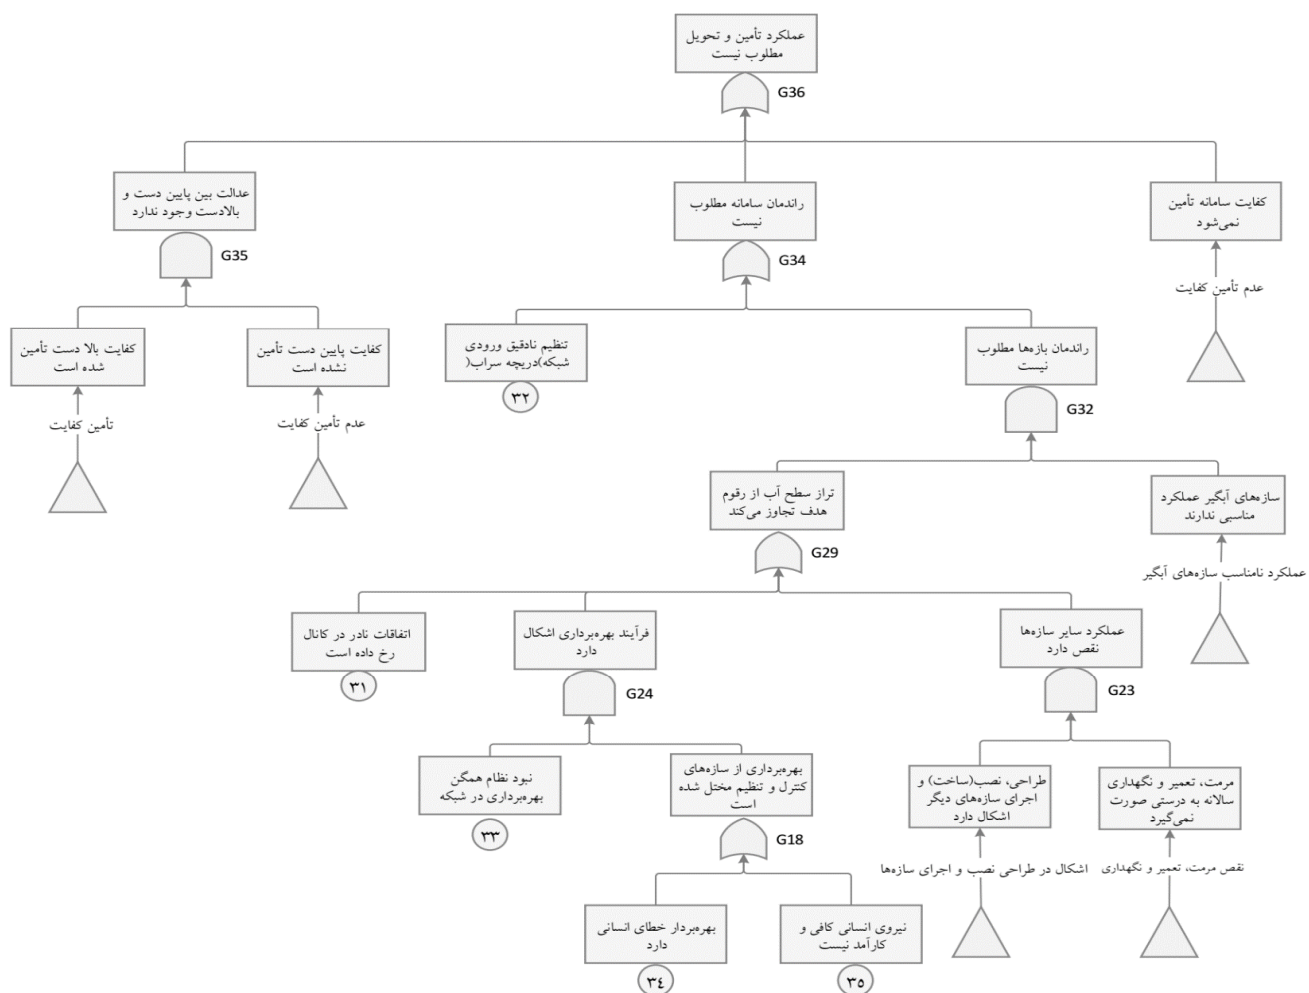 عملکرد تأمین و تحویل
مطلوب نیست
G36
کفایت سامانه تأمین
نمی‌شود
عدم تأمین کفایت
راندمان سامانه مطلوب
نیست
G34
عدالت بین پایین دست و
بالادست وجود ندارد
G35
راندمان بازه‌ها مطلوب
نیست
G32
تنظیم نادقیق ورودی
شبکه)دریچه سراب(
۳۲
کفایت پایین دست تأمین
نشده است
عدم تأمین کفایت
کفایت بالا دست تأمین
شده است
تأمین کفایت
سازه‌های آبگیر عملکرد
مناسبی ندارند
عملکرد نامناسب سازه‌های آبگیر
تراز سطح آب از رقوم
هدف تجاوز می‌کند
G29
عملکرد سایر سازه‌ها
نقص دارد
G23
فرآیند بهره‌برداری اشکال
دارد
G24
اتفاقات نادر در کانال
رخ داده است
۳۱
مرمت، تعمیر و نگهداری
سالانه به درستی صورت
نمی‌گیرد
نقص مرمت، تعمیر و نگهداری
طراحی، نصب(ساخت) و
اجرای سازه‌های دیگر
اشکال دارد
اشکال در طراحی نصب و اجرای سازه‌ها
بهره‌برداری از سازه‌های
کنترل و تنظیم مختل شده
است
G18
نبود نظام همگن
بهره‌برداری در شبکه
۳۳
نیروی انسانی کافی و
کارآمد نیست
۳٥
بهره‌بردار خطای انسانی
دارد
۳٤